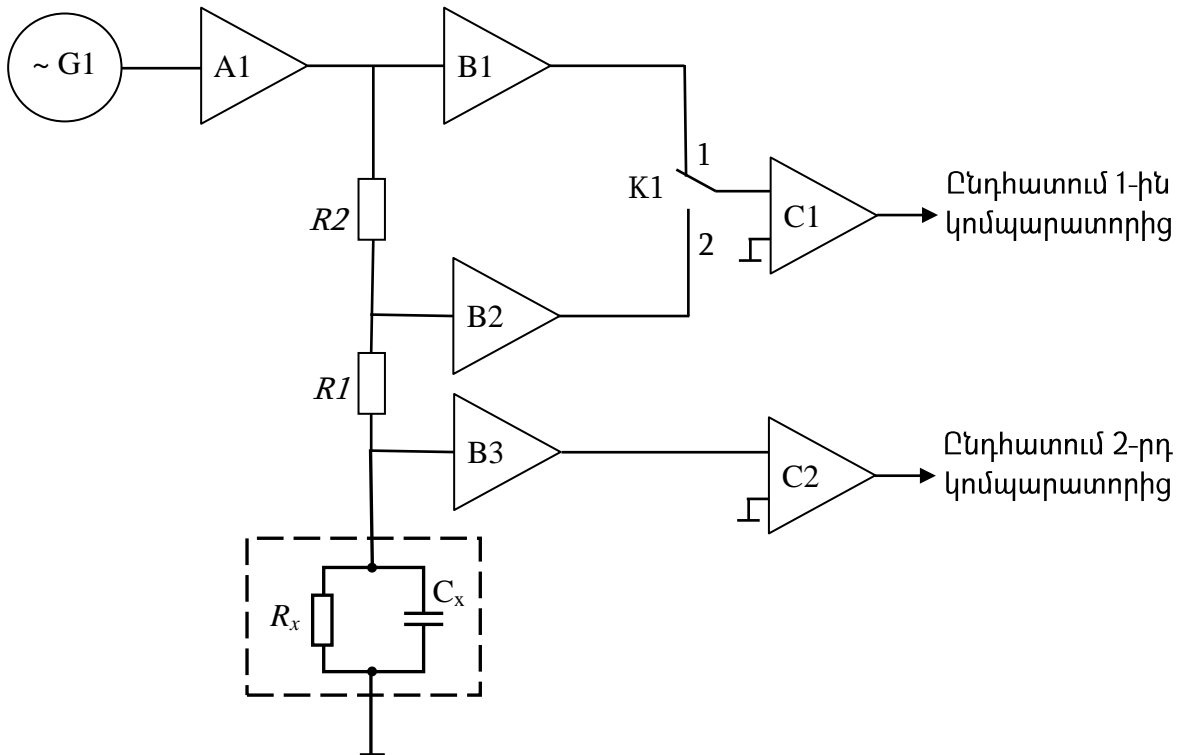 ~ G1
A1
B1
1
K1
C1
Ընդհատում 1-ին
կոմպարատորից
R2
2
B2
R1
B3
C2
Ընդհատում 2-րդ
կոմպարատորից
Rx
Cx